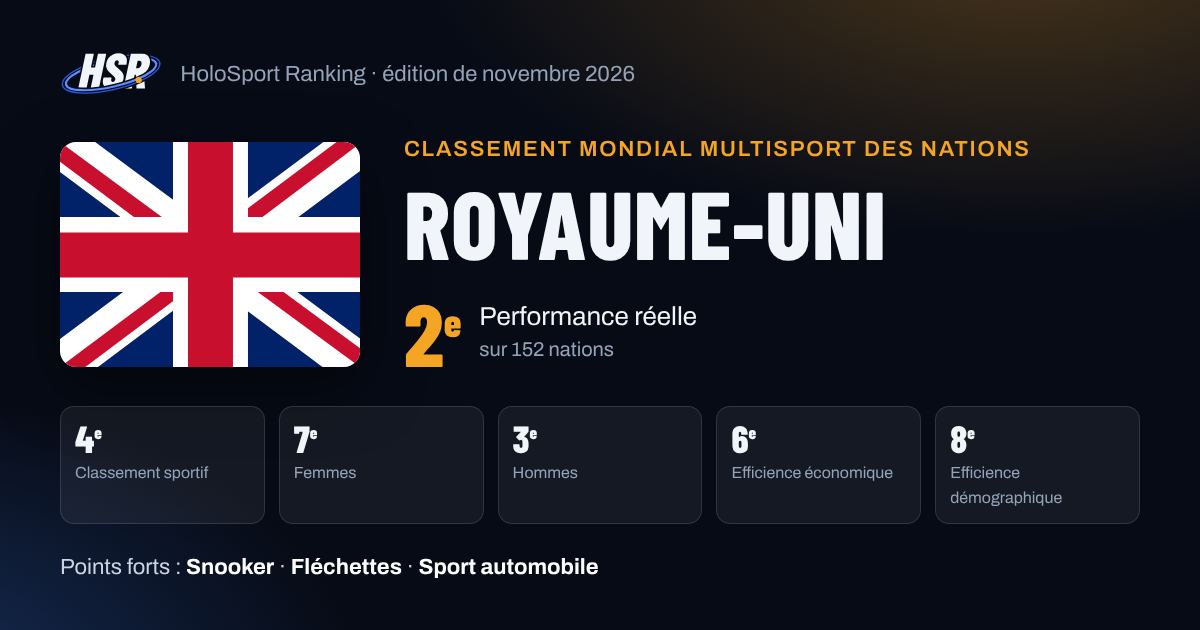 HSR HoloSport Ranking · édition de novembre 2026
CLASSEMENT MONDIAL MULTISPORT DES NATIONS
ROYAUME-UNI
2e Performance réelle
sur 152 nations
4e
Classement sportif
7e
Femmes
3e
Hommes
6e
Efficience économique
8e
Efficience
démographique
Points forts : Snooker · Fléchettes · Sport automobile